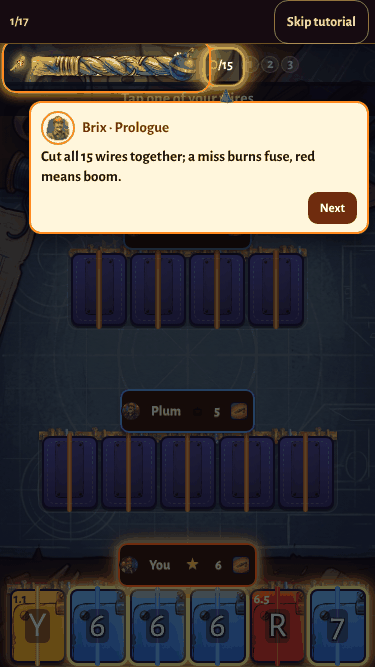 1/17
Skip tutorial
0/15 2 3
Tap one of your wires
Brix · Prologue
Cut all 15 wires together; a miss burns fuse, red
means boom.
Next
Plum 5
You ★ 6
1.1 6.5
Y 6 6 6 R 7